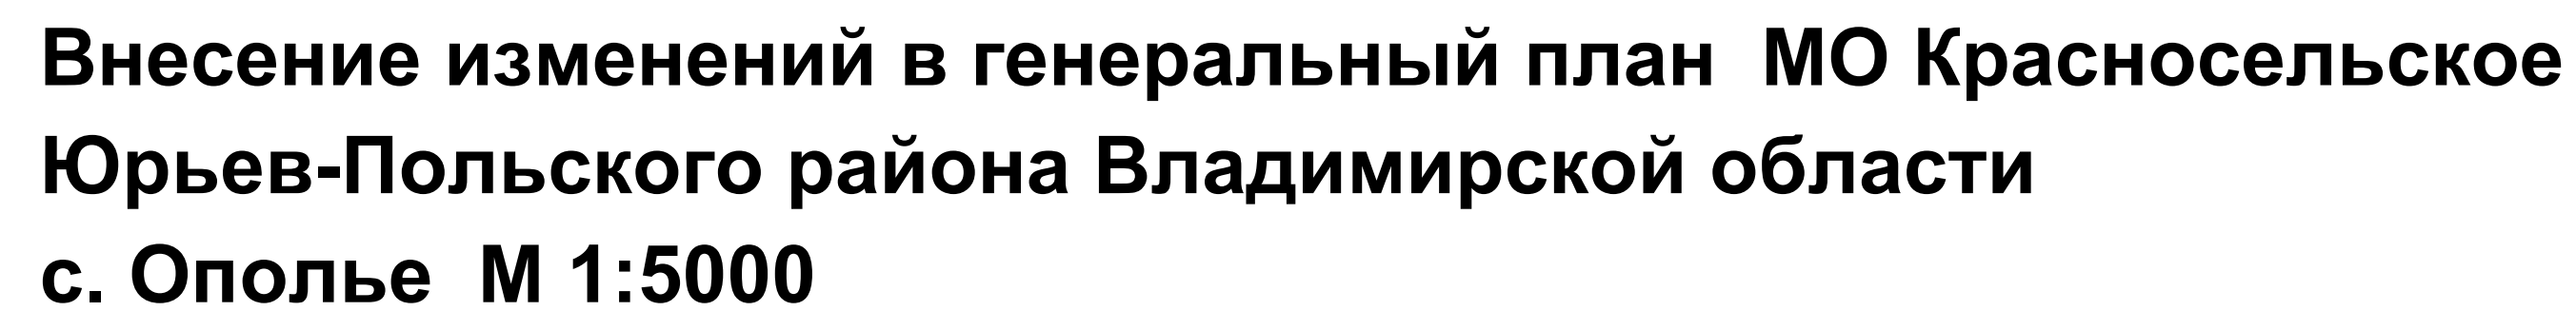 Внесение изменений в генеральный план  МО Красносельское
Юрьев-Польского района Владимирской области
с. Ополье  М 1:5000